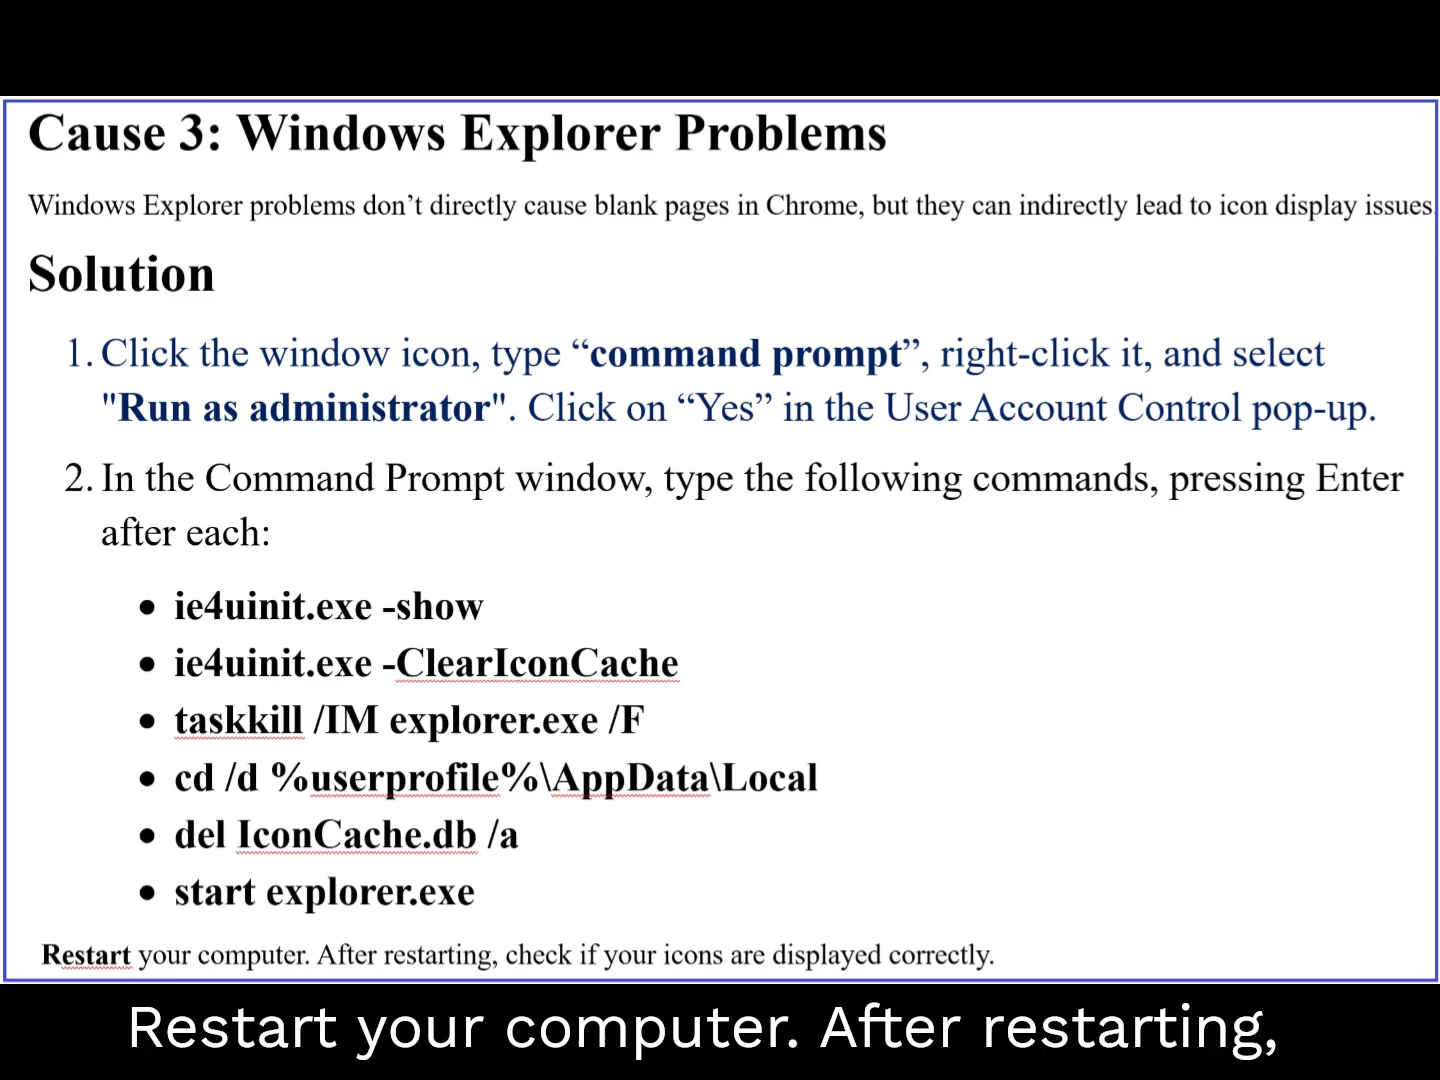 Cause 3: Windows Explorer Problems
Windows Explorer problems don’t directly cause blank pages in Chrome, but they can indirectly lead to icon display issues.
Solution
1. Click the window icon, type “command prompt”, right-click it, and select
"Run as administrator". Click on “Yes” in the User Account Control pop-up.
2. In the Command Prompt window, type the following commands, pressing Enter
after each:
• ie4uinit.exe -show
• ie4uinit.exe -ClearIconCache
• taskkill /IM explorer.exe /F
• cd /d %userprofile%\AppData\Local
• del IconCache.db /a
• start explorer.exe
Restart your computer. After restarting, check if your icons are displayed correctly.
Restart your computer. After restarting,